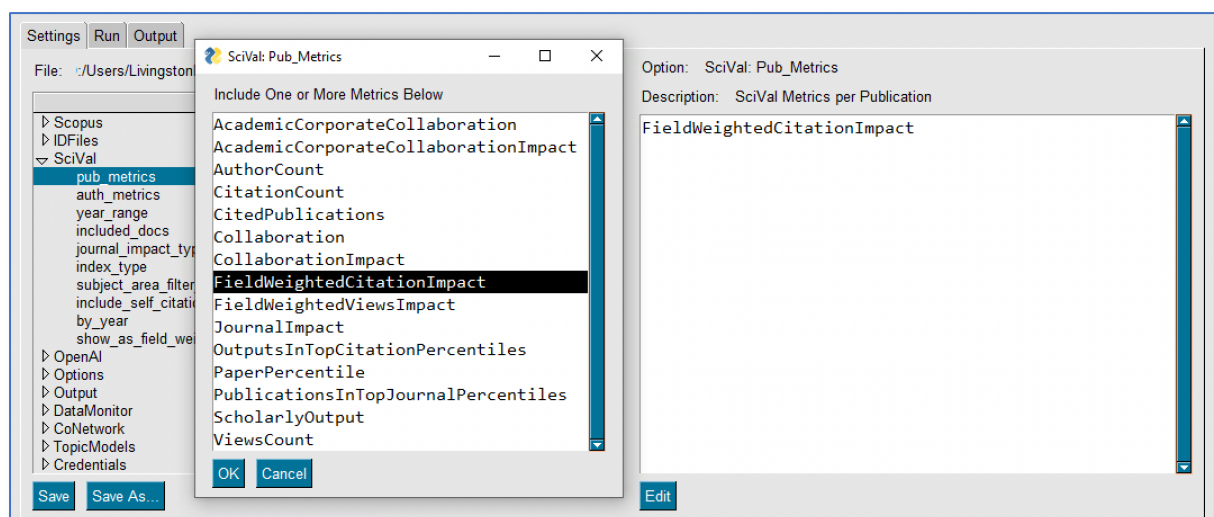 Settings Run Output
File: :/Users/Livingston
Scopus
IDFiles
SciVal
pub_metrics
auth_metrics
year_range
included_docs
journal_impact_typ
index_type
subject_area_filter
include_self_citatio
by_year
show_as_field_wei
OpenAI
Options
Output
DataMonitor
CoNetwork
TopicModels
Credentials
Save Save As...
SciVal: Pub_Metrics
Include One or More Metrics Below
AcademicCorporateCollaboration
AcademicCorporateCollaborationImpact
AuthorCount
CitationCount
CitedPublications
Collaboration
CollaborationImpact
FieldWeightedCitationImpact
FieldWeightedViewsImpact
JournalImpact
OutputsInTopCitationPercentiles
PaperPercentile
PublicationsInTopJournalPercentiles
ScholarlyOutput
ViewsCount
OK Cancel
Option: SciVal: Pub_Metrics
Description: SciVal Metrics per Publication
FieldWeightedCitationImpact
Edit